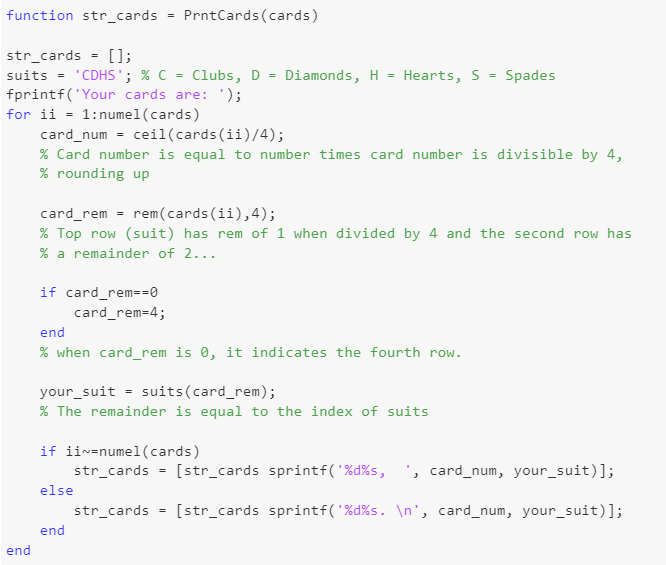 function str_cards = PrntCards(cards)
str_cards = [];
suits = 'CDHS'; % C = Clubs, D = Diamonds, H = Hearts, S = Spades
fprintf('Your cards are: ');
for ii = 1:numel(cards)
    card_num = ceil(cards(ii)/4);
    % Card number is equal to number times card number is divisible by 4,
    % rounding up
    card_rem = rem(cards(ii),4);
    % Top row (suit) has rem of 1 when divided by 4 and the second row has
    % a remainder of 2...
    if card_rem==0
        card_rem=4;
    end
    % when card_rem is 0, it indicates the fourth row.
    your_suit = suits(card_rem);
    % The remainder is equal to the index of suits
    if ii~=numel(cards)
        str_cards = [str_cards sprintf('%d%s,  ', card_num, your_suit)];
    else
        str_cards = [str_cards sprintf('%d%s. \n', card_num, your_suit)];
    end
end